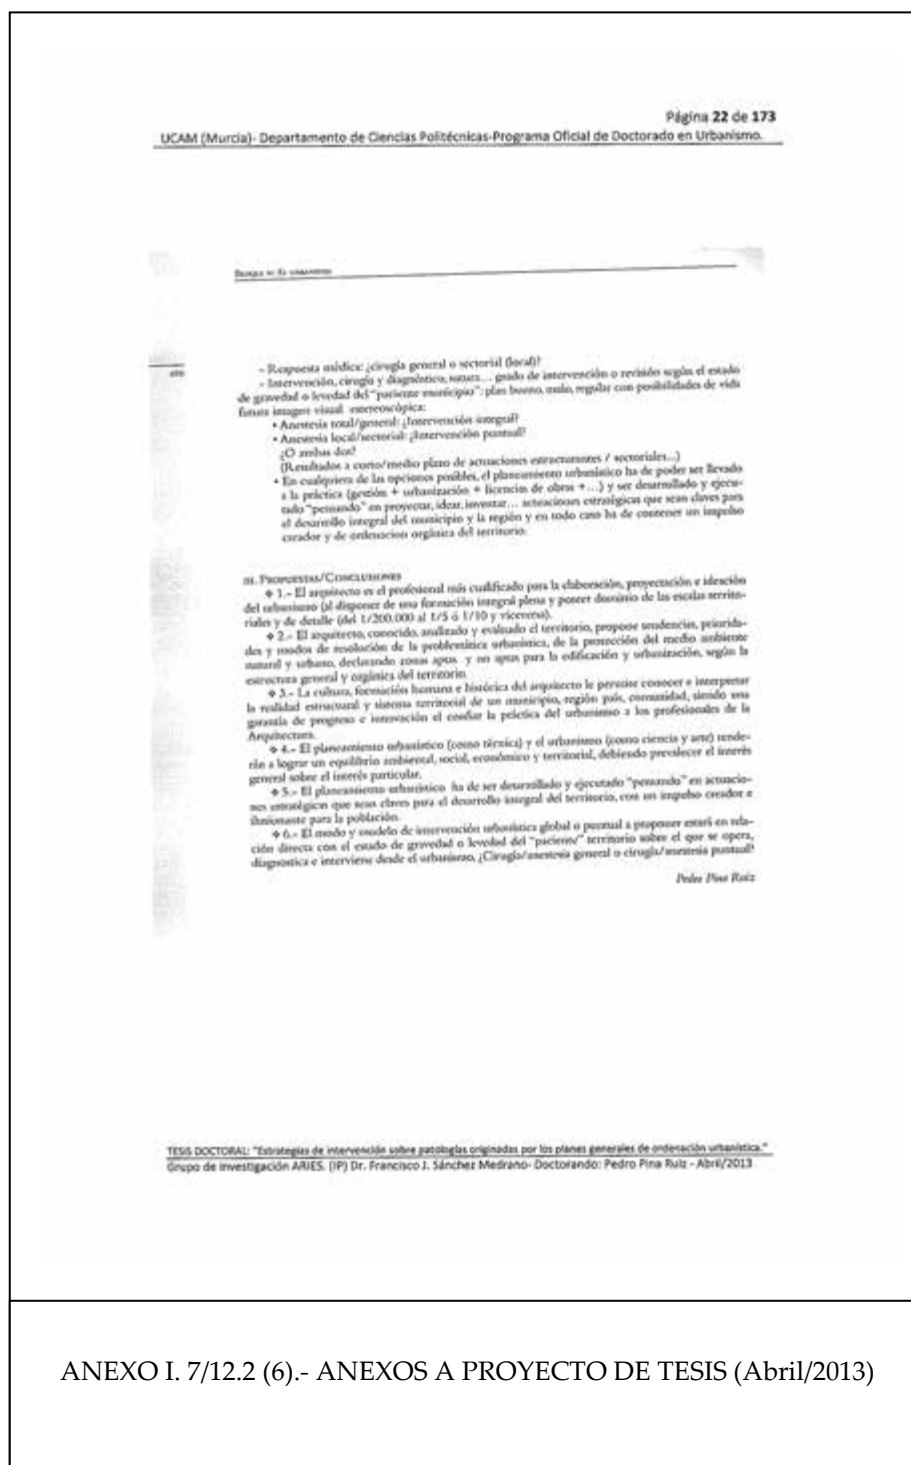 Página 22 de 173
UCAM (Murcia)- Departamento de Ciencias Politécnicas-Programa Oficial de Doctorado en Urbanismo.
- Respuesta médica: ¿cirugía general o sectorial (local)?
- Intervención, cirugía y diagnóstico, sutura... grado de intervención o revisión según el estado
de gravedad o levedad del "paciente municipio": plan bueno, malo, regular con posibilidades de vida
futura imagen visual estereoscópica:
• Anestesia total/general: ¿Intervención integral?
• Anestesia local/sectorial: ¿Intervención puntual?
¿O ambas dos?
(Resultados a corto/medio plazo de actuaciones estructurantes / sectoriales...)
• En cualquiera de las opciones posibles, el planeamiento urbanístico ha de poder ser llevado
a la práctica (gestión + urbanización + licencias de obras +...) y ser desarrollado y ejecu-
tado "pensando" en proyectar, idear, inventar... actuaciones estratégicas que sean claves para
el desarrollo integral del municipio y la región y en todo caso ha de contener un impulso
creador y de ordenación orgánica del territorio.
III. PROPUESTAS/CONCLUSIONES
❖ 1.- El arquitecto es el profesional más cualificado para la elaboración, proyectación e ideación
del urbanismo (al disponer de una formación integral plena y poseer dominio de las escalas territo-
riales y de detalle (del 1/200.000 al 1/5 ó 1/10 y viceversa).
❖ 2.- El arquitecto, conocido, analizado y evaluado el territorio, propone tendencias, priorida-
des y modos de resolución de la problemática urbanística, de la protección del medio ambiente
natural y urbano, declarando zonas aptas y no aptas para la edificación y urbanización, según la
estructura general y orgánica del territorio.
❖ 3.- La cultura, formación humana e histórica del arquitecto le permite conocer e interpretar
la realidad estructural y sistema territorial de un municipio, región país, comunidad, siendo una
garantía de progreso e innovación el confiar la práctica del urbanismo a los profesionales de la
Arquitectura.
❖ 4.- El planeamiento urbanístico (como técnica) y el urbanismo (como ciencia y arte) tende-
rán a lograr un equilibrio ambiental, social, económico y territorial, debiendo prevalecer el interés
general sobre el interés particular.
❖ 5.- El planeamiento urbanístico ha de ser desarrollado y ejecutado "pensando" en actuacio-
nes estratégicas que sean claves para el desarrollo integral del territorio, con un impulso creador e
ilusionante para la población.
❖ 6.- El modo y modelo de intervención urbanística global o puntual a proponer estará en rela-
ción directa con el estado de gravedad o levedad del "paciente" territorio sobre el que se opera,
diagnostica e interviene desde el urbanismo, ¿Cirugía/anestesia general o cirugía/anestesia puntual?
Pedro Pina Ruiz
TESIS DOCTORAL: "Estrategias de intervención sobre patologías originadas por los planes generales de ordenación urbanística."
Grupo de investigación ARIES. (IP) Dr. Francisco J. Sánchez Medrano- Doctorando: Pedro Pina Ruiz - Abril/2013
ANEXO I. 7/12.2 (6).- ANEXOS A PROYECTO DE TESIS (Abril/2013)